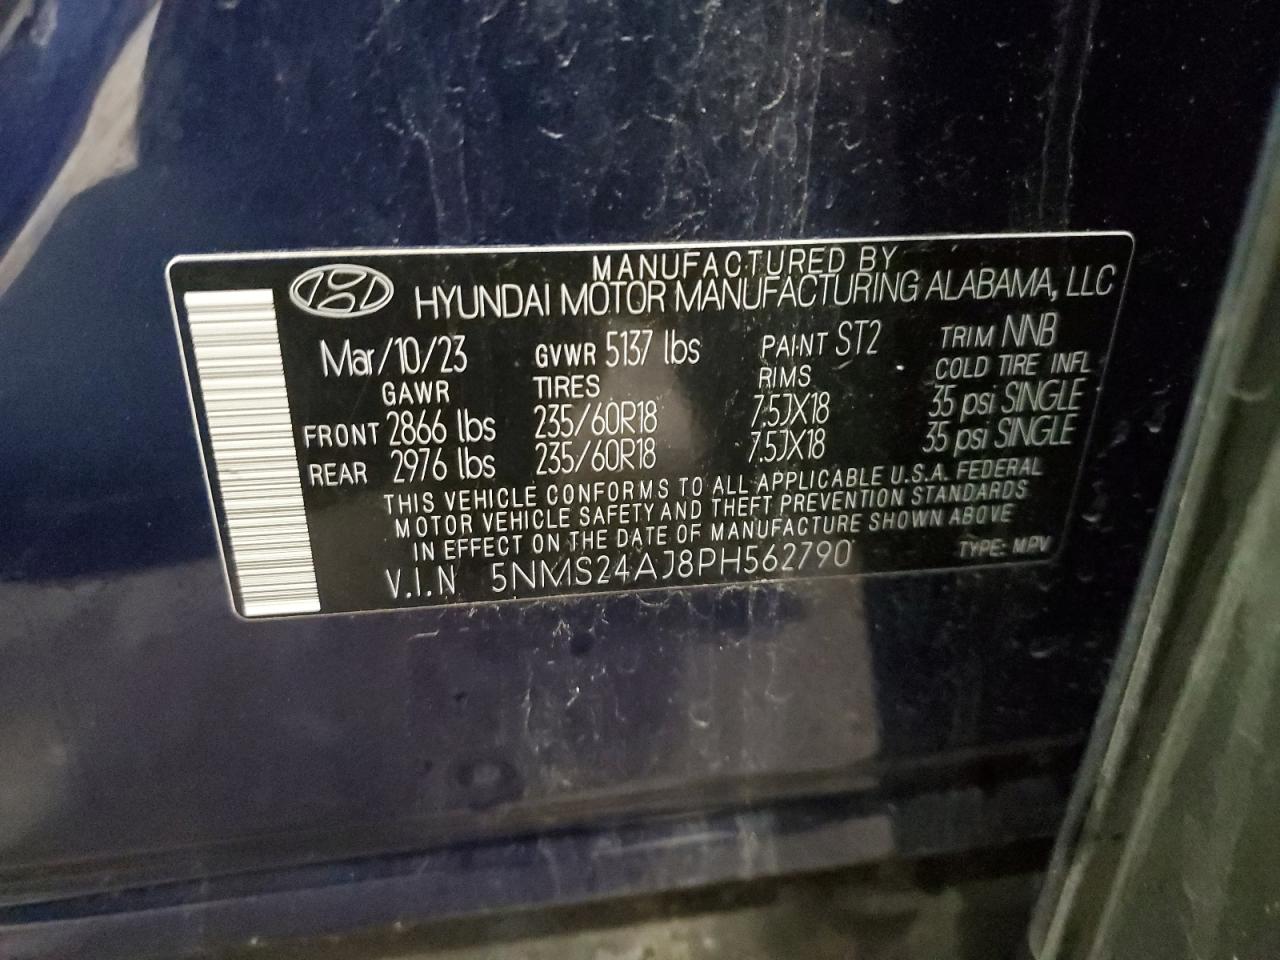 MANUFACTURED BY
HYUNDAI MOTOR MANUFACTURING ALABAMA, LLC
Mar/10/23 GVWR 5137 lbs PAINT ST2 TRIM NNB
GAWR TIRES RIMS COLD TIRE INFL
FRONT 2866 lbs 235/60R18 7.5JX18 35 psi SINGLE
REAR 2976 lbs 235/60R18 7.5JX18 35 psi SINGLE
THIS VEHICLE CONFORMS TO ALL APPLICABLE U.S.A. FEDERAL
MOTOR VEHICLE SAFETY AND THEFT PREVENTION STANDARDS
IN EFFECT ON THE DATE OF MANUFACTURE SHOWN ABOVE
V.I.N 5NMS24AJ8PH562790 TYPE: MPV